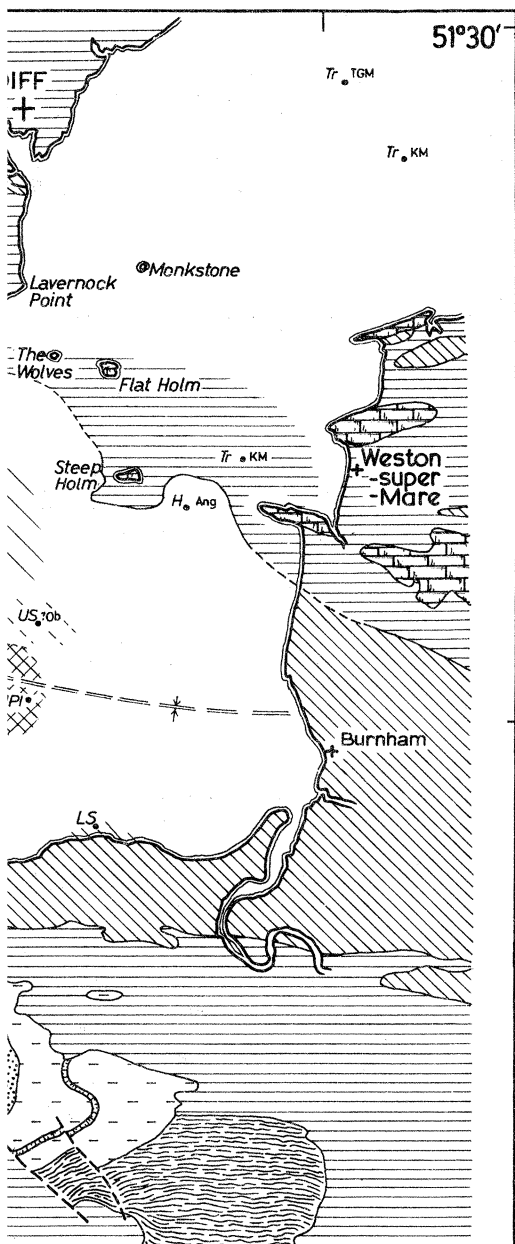 51°30'
Tr TGM
IFF
Tr KM
Monkstone
Lavernock
Point
The
Wolves
Flat Holm
Tr KM
Weston
-super
-Mare
Steep
Holm
H Ang
US
Burnham
LS